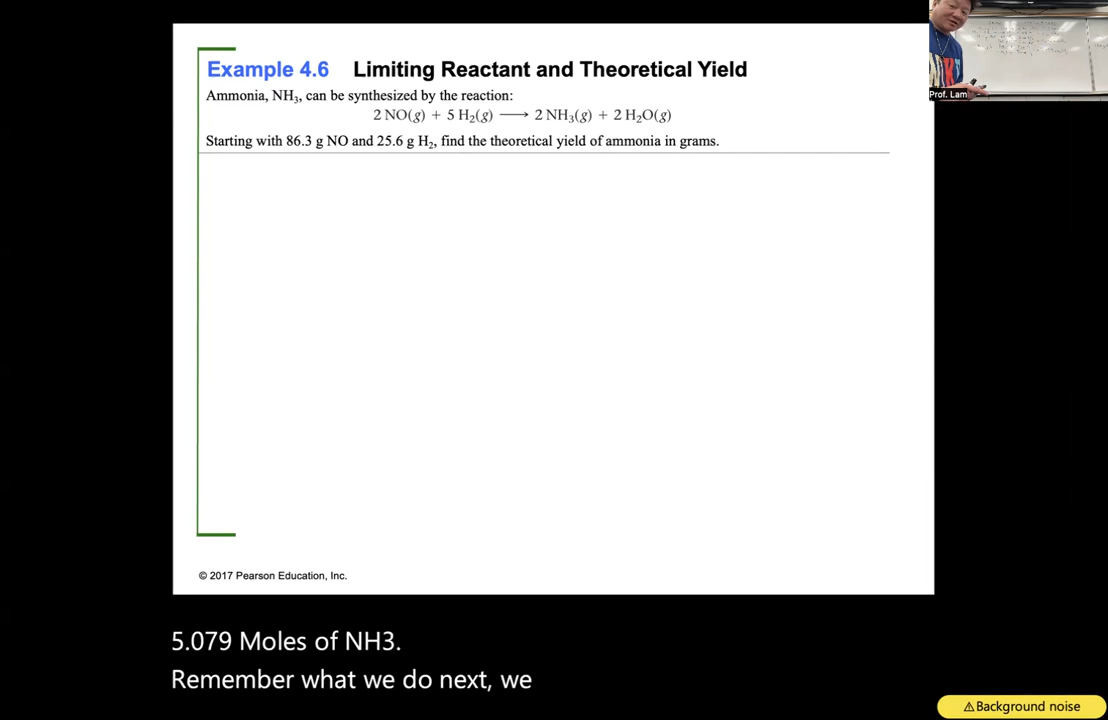 Example 4.6 Limiting Reactant and Theoretical Yield
Ammonia, NH₃, can be synthesized by the reaction:
2 NO(g) + 5 H₂(g) ⟶ 2 NH₃(g) + 2 H₂O(g)
Starting with 86.3 g NO and 25.6 g H₂, find the theoretical yield of ammonia in grams.
© 2017 Pearson Education, Inc.
Prof. Lam
5.079 Moles of NH3.
Remember what we do next, we
⚠Background noise